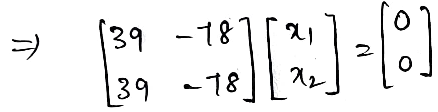 ⇒ [39 -78] [x₁] = [0]
[39 -78] [x₂] [0]